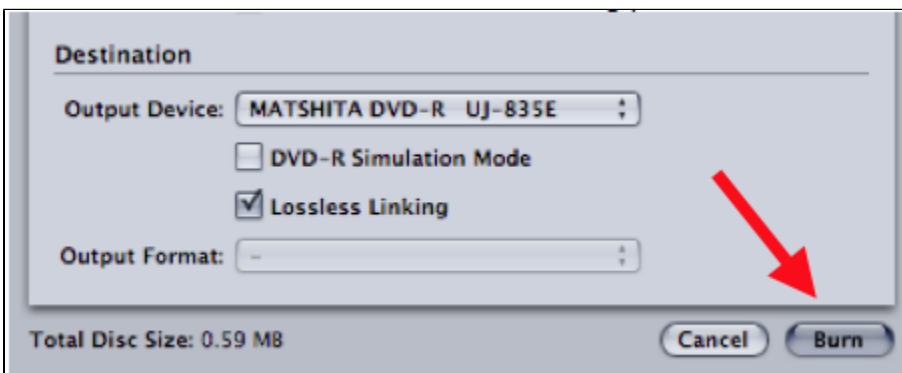 Destination
Output Device: MATSHITA DVD-R UJ-835E
DVD-R Simulation Mode
Lossless Linking
Output Format: –
Total Disc Size: 0.59 MB
Cancel Burn